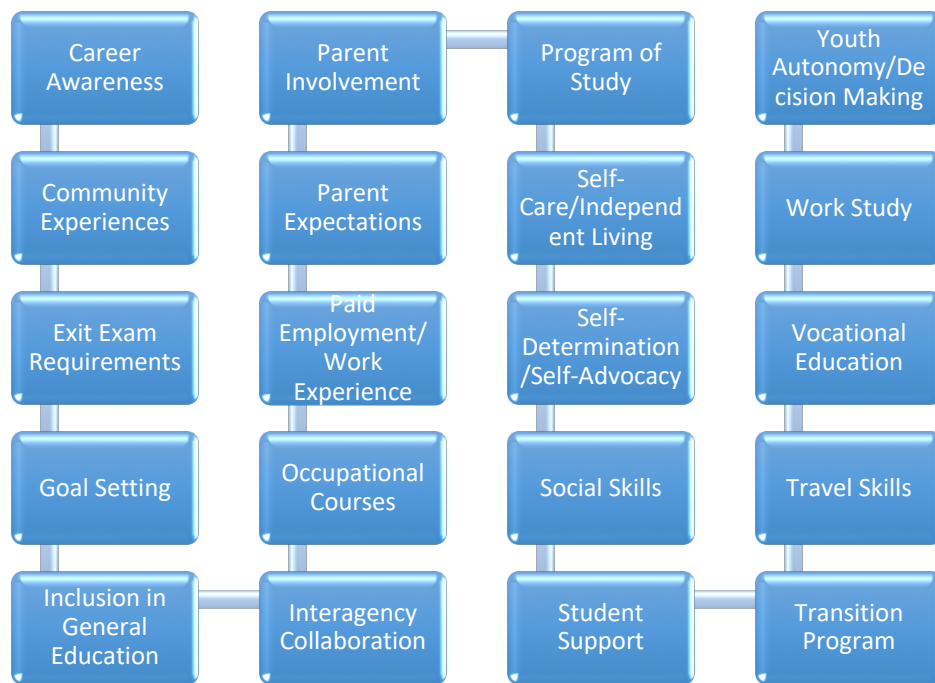 Career
Awareness
Community
Experiences
Exit Exam
Requirements
Goal Setting
Inclusion in
General
Education
Interagency
Collaboration
Occupational
Courses
Paid
Employment/
Work
Experience
Parent
Expectations
Parent
Involvement
Program of
Study
Self-
Care/Independ
ent Living
Self-
Determination
/Self-Advocacy
Social Skills
Student
Support
Transition
Program
Travel Skills
Vocational
Education
Work Study
Youth
Autonomy/De
cision Making